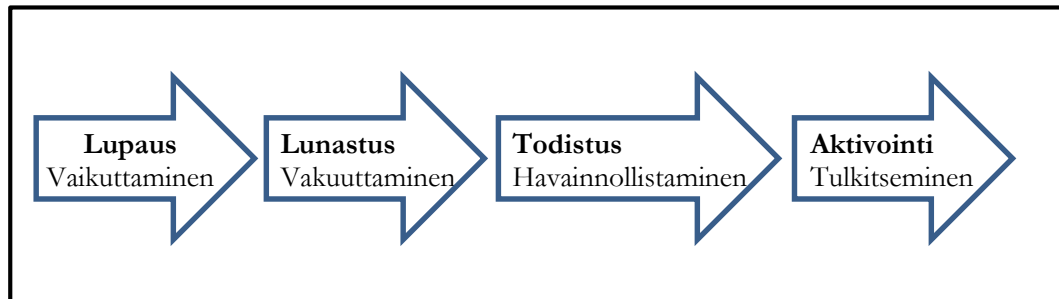 Lupaus
Vaikuttaminen
Lunastus
Vakuuttaminen
Todistus
Havainnollistaminen
Aktivointi
Tulkitseminen